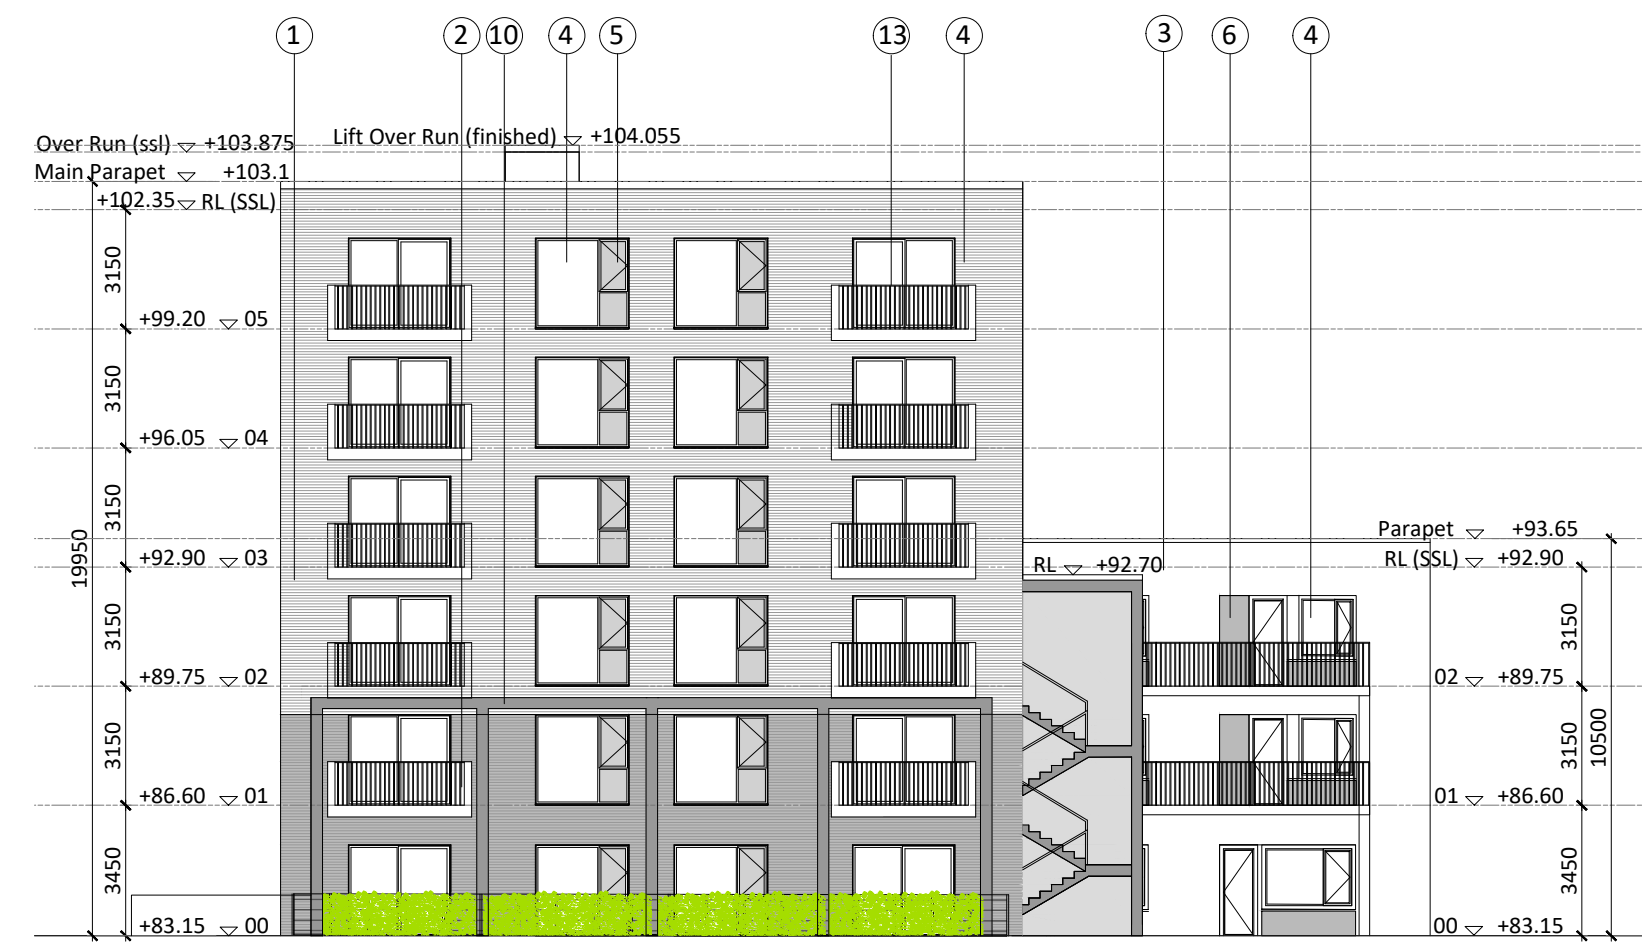 1 2 10 4 5 13 4 3 6 4
Lift Over Run (finished) +104.055
Over Run (ssl) +103.875
Main Parapet +103.1
+102.35 RL (SSL)
3150
+99.20 05
3150
+96.05 04
3150
19950
+92.90 03
3150
+89.75 02
3150
+86.60 01
3450
+83.15 00
Parapet +93.65
RL (SSL) +92.90
RL +92.70
3150
02 +89.75
3150
10500
01 +86.60
3450
00 +83.15